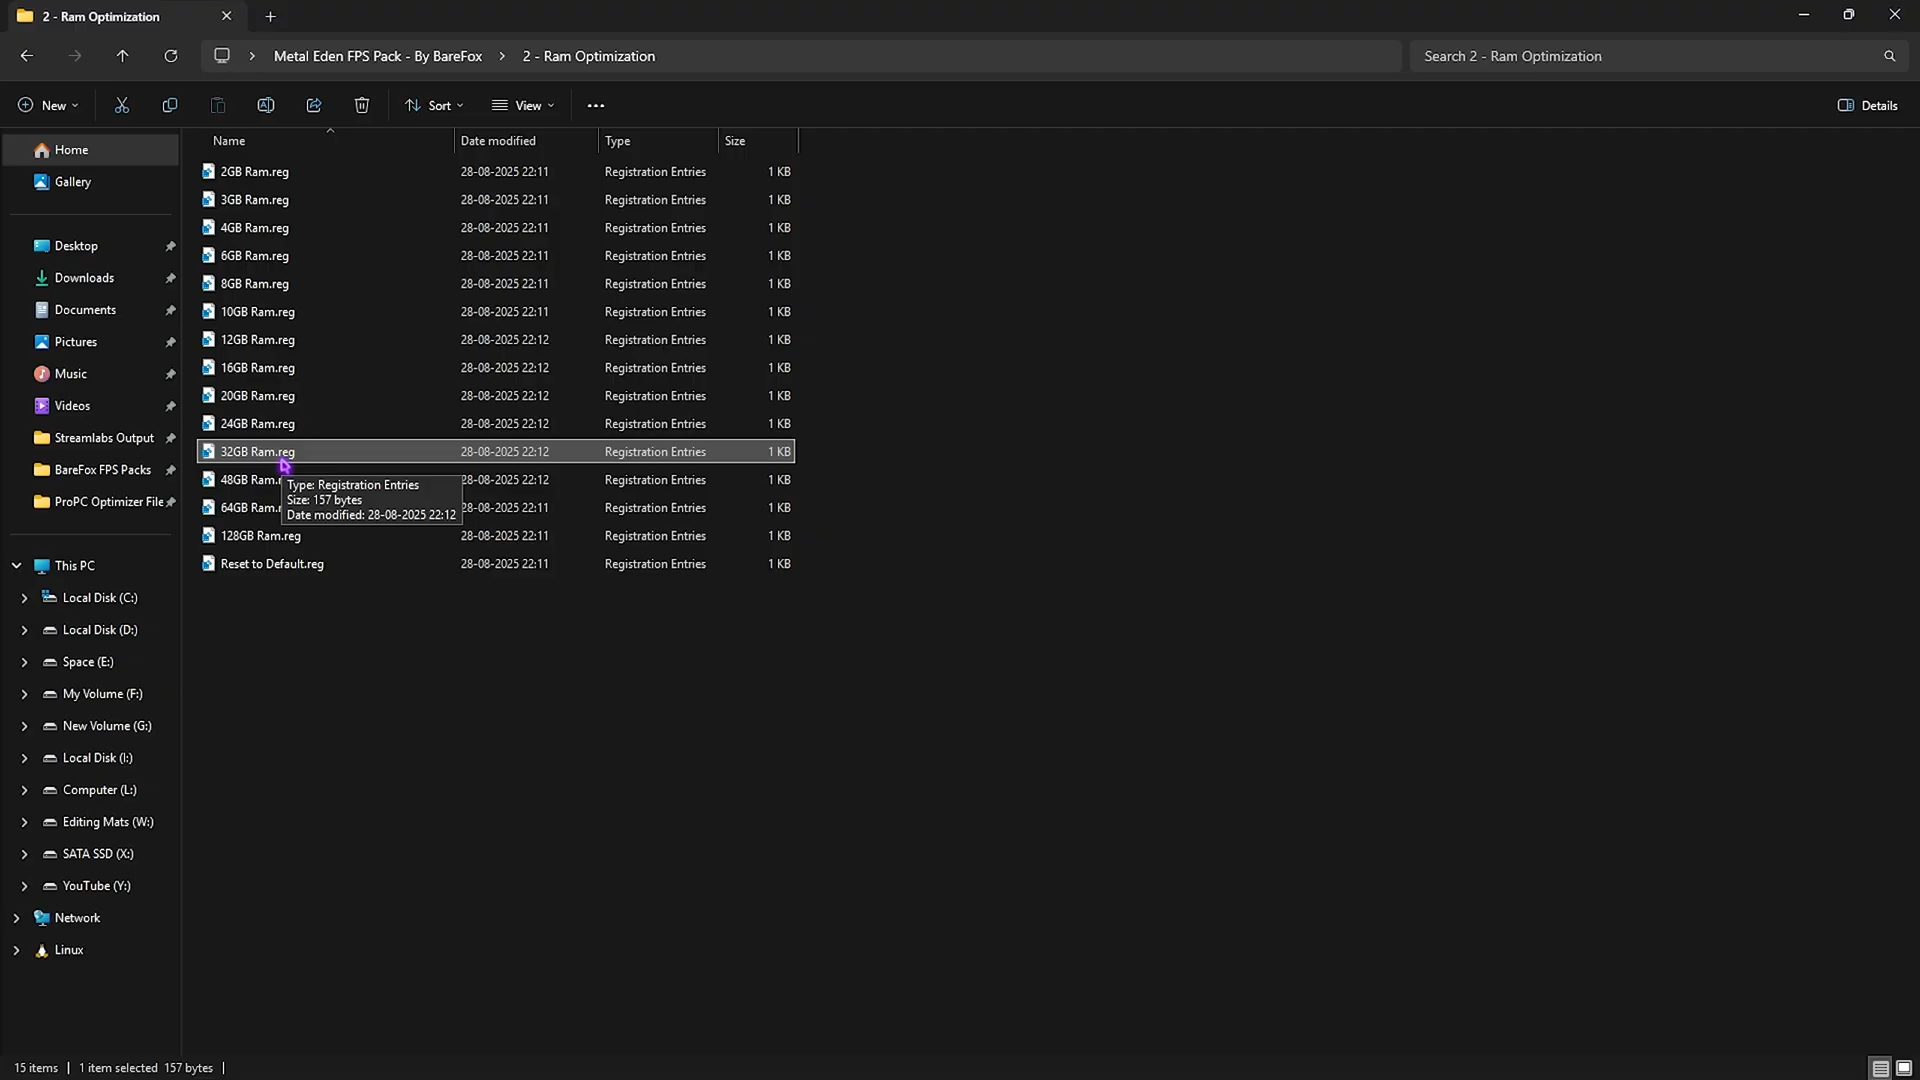 2 - Ram Optimization
Metal Eden FPS Pack - By BareFox > 2 - Ram Optimization
Search 2 - Ram Optimization
New
Sort
View
Details
Home
Gallery
Desktop
Downloads
Documents
Pictures
Music
Videos
Streamlabs Output
BareFox FPS Packs
ProPC Optimizer File
This PC
Local Disk (C:)
Local Disk (D:)
Space (E:)
My Volume (F:)
New Volume (G:)
Local Disk (I:)
Computer (L:)
Editing Mats (W:)
SATA SSD (X:)
YouTube (Y:)
Network
Linux
Name Date modified Type Size
2GB Ram.reg 28-08-2025 22:11 Registration Entries 1 KB
3GB Ram.reg 28-08-2025 22:11 Registration Entries 1 KB
4GB Ram.reg 28-08-2025 22:11 Registration Entries 1 KB
6GB Ram.reg 28-08-2025 22:11 Registration Entries 1 KB
8GB Ram.reg 28-08-2025 22:11 Registration Entries 1 KB
10GB Ram.reg 28-08-2025 22:11 Registration Entries 1 KB
12GB Ram.reg 28-08-2025 22:12 Registration Entries 1 KB
16GB Ram.reg 28-08-2025 22:12 Registration Entries 1 KB
20GB Ram.reg 28-08-2025 22:12 Registration Entries 1 KB
24GB Ram.reg 28-08-2025 22:12 Registration Entries 1 KB
32GB Ram.reg 28-08-2025 22:12 Registration Entries 1 KB
48GB Ram.r 28-08-2025 22:12 Registration Entries 1 KB
64GB Ram.r 28-08-2025 22:11 Registration Entries 1 KB
128GB Ram.reg 28-08-2025 22:11 Registration Entries 1 KB
Reset to Default.reg 28-08-2025 22:11 Registration Entries 1 KB
Type: Registration Entries
Size: 157 bytes
Date modified: 28-08-2025 22:12
15 items | 1 item selected 157 bytes |